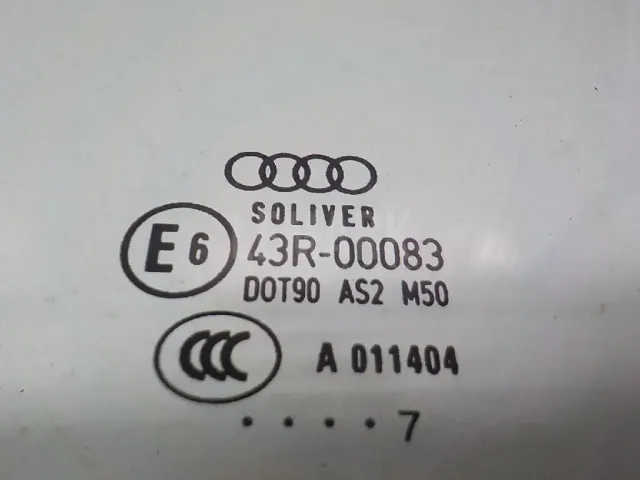 SOLIVER
E6 43R-00083
DOT90 AS2 M50
CCC A 011404
. . . . 7